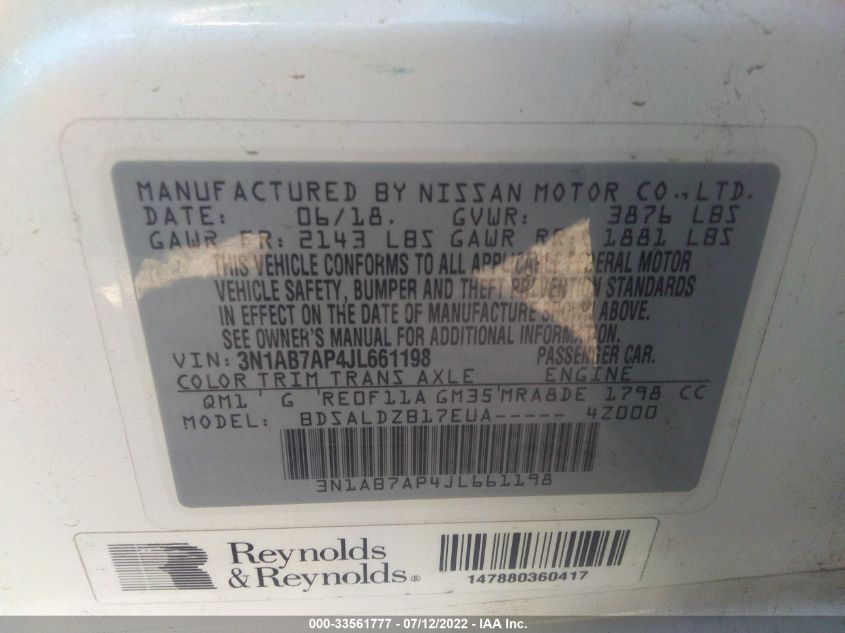 MANUFACTURED BY NISSAN MOTOR CO., LTD.
DATE: 06/18. GVWR: 3876 LBS
GAWR FR: 2143 LBS GAWR RR: 1881 LBS
THIS VEHICLE CONFORMS TO ALL APPLICABLE FEDERAL MOTOR
VEHICLE SAFETY, BUMPER AND THEFT PREVENTION STANDARDS
IN EFFECT ON THE DATE OF MANUFACTURE SHOWN ABOVE.
SEE OWNER'S MANUAL FOR ADDITIONAL INFORMATION.
VIN: 3N1AB7AP4JL661198 PASSENGER CAR.
COLOR TRIM TRANS AXLE ENGINE
QM1 G RE0F11A GM35 MRA8DE 1798 CC
MODEL: BDSALDZB17EUA----- 4Z000
3N1AB7AP4JL661198
Reynolds
& Reynolds®
147880360417
000-33561777 - 07/12/2022 - IAA Inc.